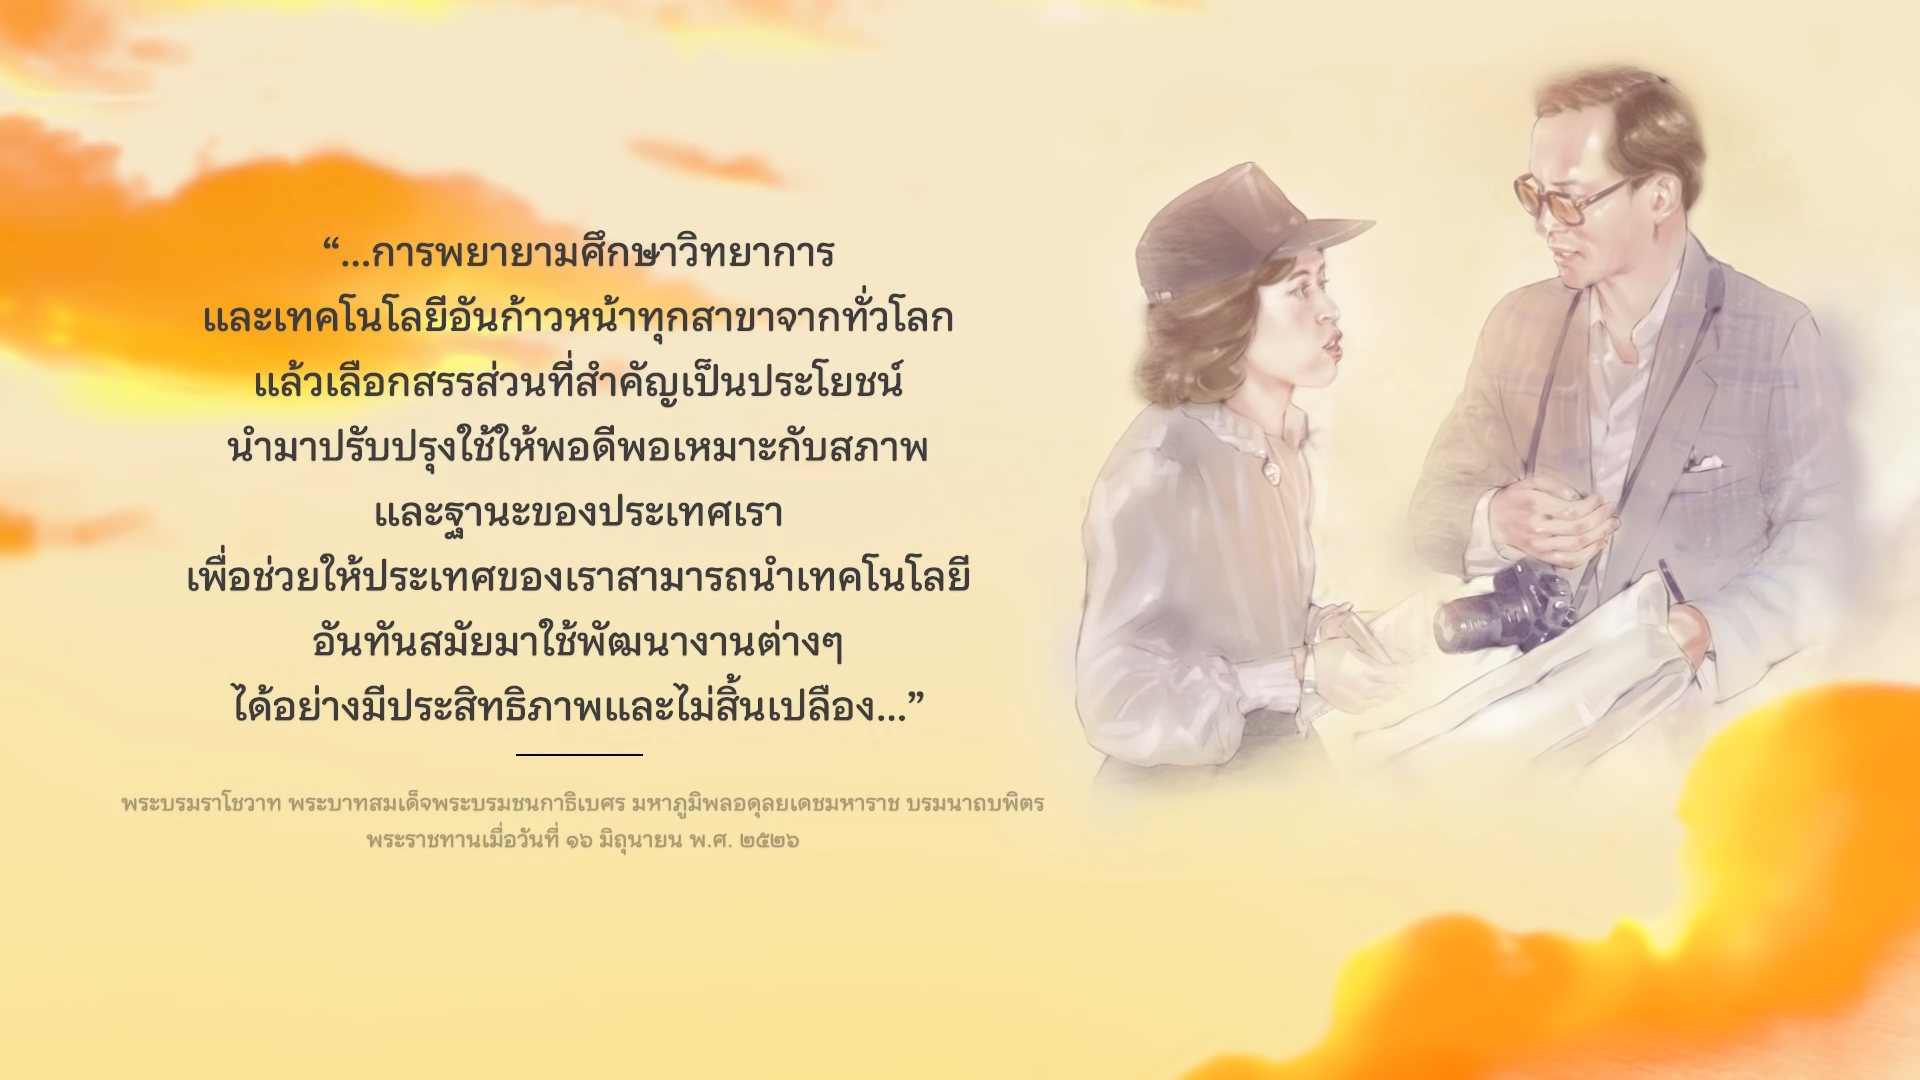 “...การพยายามศึกษาวิทยาการ
และเทคโนโลยีอันก้าวหน้าทุกสาขาจากทั่วโลก
แล้วเลือกสรรส่วนที่สำคัญเป็นประโยชน์
นำมาปรับปรุงใช้ให้พอดีพอเหมาะกับสภาพ
และฐานะของประเทศเรา
เพื่อช่วยให้ประเทศของเราสามารถนำเทคโนโลยี
อันทันสมัยมาใช้พัฒนางานต่างๆ
ได้อย่างมีประสิทธิภาพและไม่สิ้นเปลือง...”
พระบรมราโชวาท พระบาทสมเด็จพระบรมชนกาธิเบศร มหาภูมิพลอดุลยเดชมหาราช บรมนาถบพิตร
พระราชทานเมื่อวันที่ ๑๖ มิถุนายน พ.ศ. ๒๕๒๖